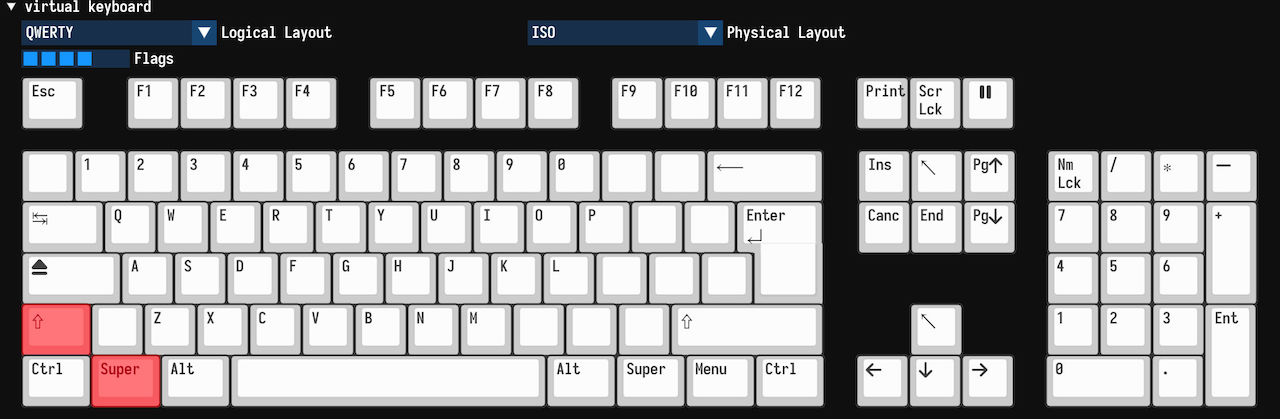 ▼ virtual keyboard
QWERTY ▼ Logical Layout ISO ▼ Physical Layout
Flags
Esc F1 F2 F3 F4 F5 F6 F7 F8 F9 F10 F11 F12 Print Scr Lck
1 2 3 4 5 6 7 8 9 0 ← Ins ↖ Pg↑ Nm Lck / * —
↹ Q W E R T Y U I O P Enter ↵ Canc End Pg↓ 7 8 9 +
⏏ A S D F G H J K L 4 5 6
⇧ Z X C V B N M ⇧ ↖ 1 2 3 Ent
Ctrl Super Alt Alt Super Menu Ctrl ← ↓ → 0 .